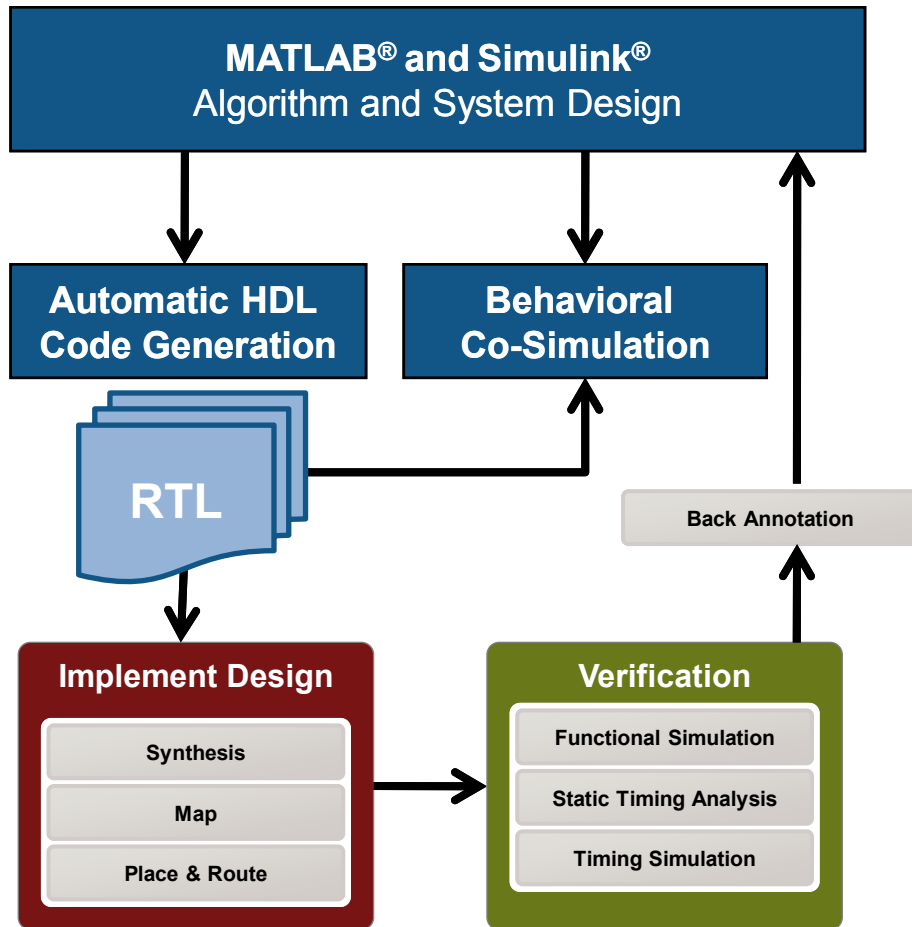 MATLAB® and Simulink®
Algorithm and System Design
Automatic HDL
Code Generation
Behavioral
Co-Simulation
RTL
Back Annotation
Implement Design
Synthesis
Map
Place & Route
Verification
Functional Simulation
Static Timing Analysis
Timing Simulation